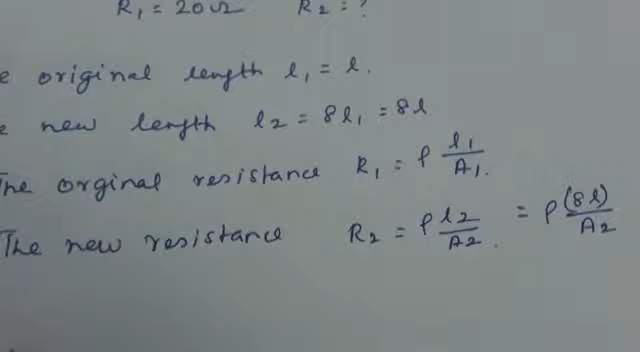 R₁ = 20Ω R₂ = ?
original length l₁ = l.
new length l₂ = 8l₁ = 8l
The orginal resistance R₁ = ρ l₁/A₁.
The new resistance R₂ = ρ l₂/A₂. = ρ (8l)/A₂